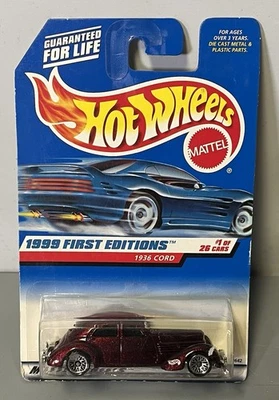 GUARANTEED
FOR LIFE
FOR AGES
OVER 3 YEARS.
DIE CAST METAL &
PLASTIC PARTS.
HOT WHEELS
MATTEL
1999 FIRST EDITIONS™
1936 CORD
#1 OF
26 CARS